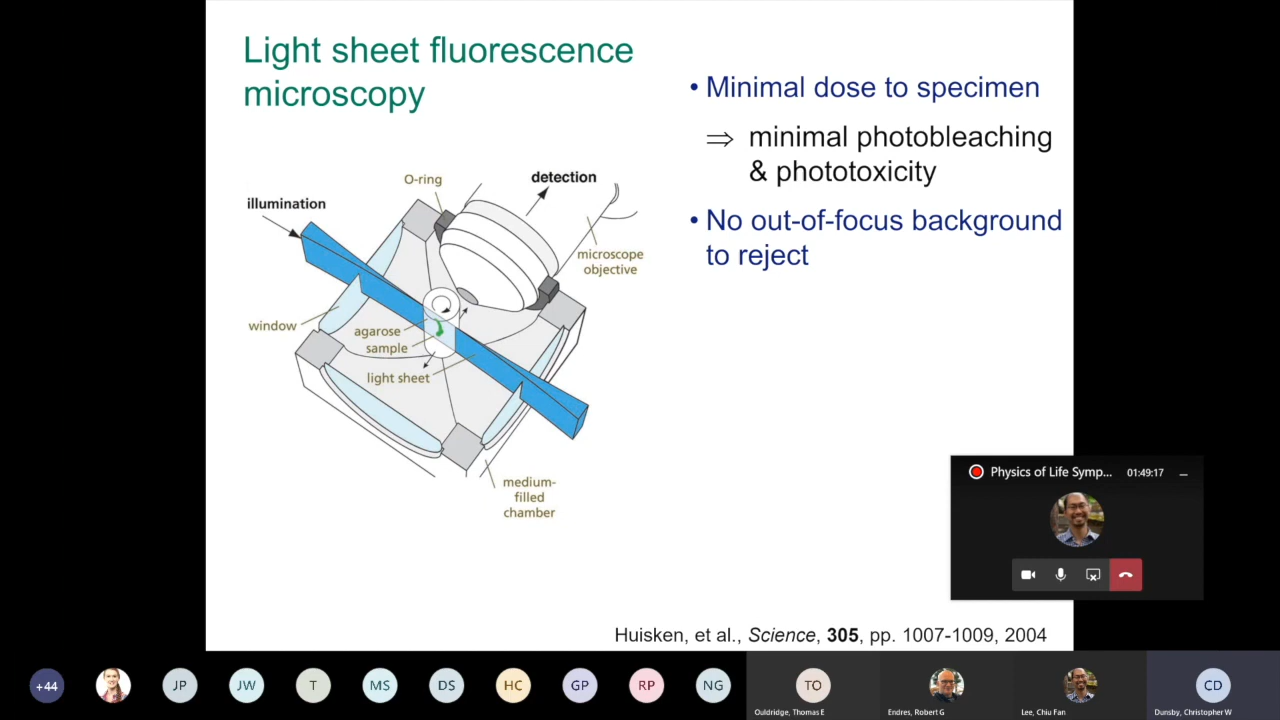 Light sheet fluorescence
microscopy
• Minimal dose to specimen
⇒ minimal photobleaching
& phototoxicity
• No out-of-focus background
to reject
O-ring
detection
illumination
microscope
objective
window
agarose
sample
light sheet
medium-
filled
chamber
Physics of Life Symp... 01:49:17
Huisken, et al., Science, 305, pp. 1007-1009, 2004
+44 JP JW T MS DS HC GP RP NG TO CD
Ouldridge, Thomas E Endres, Robert G Lee, Chiu Fan Dunsby, Christopher W